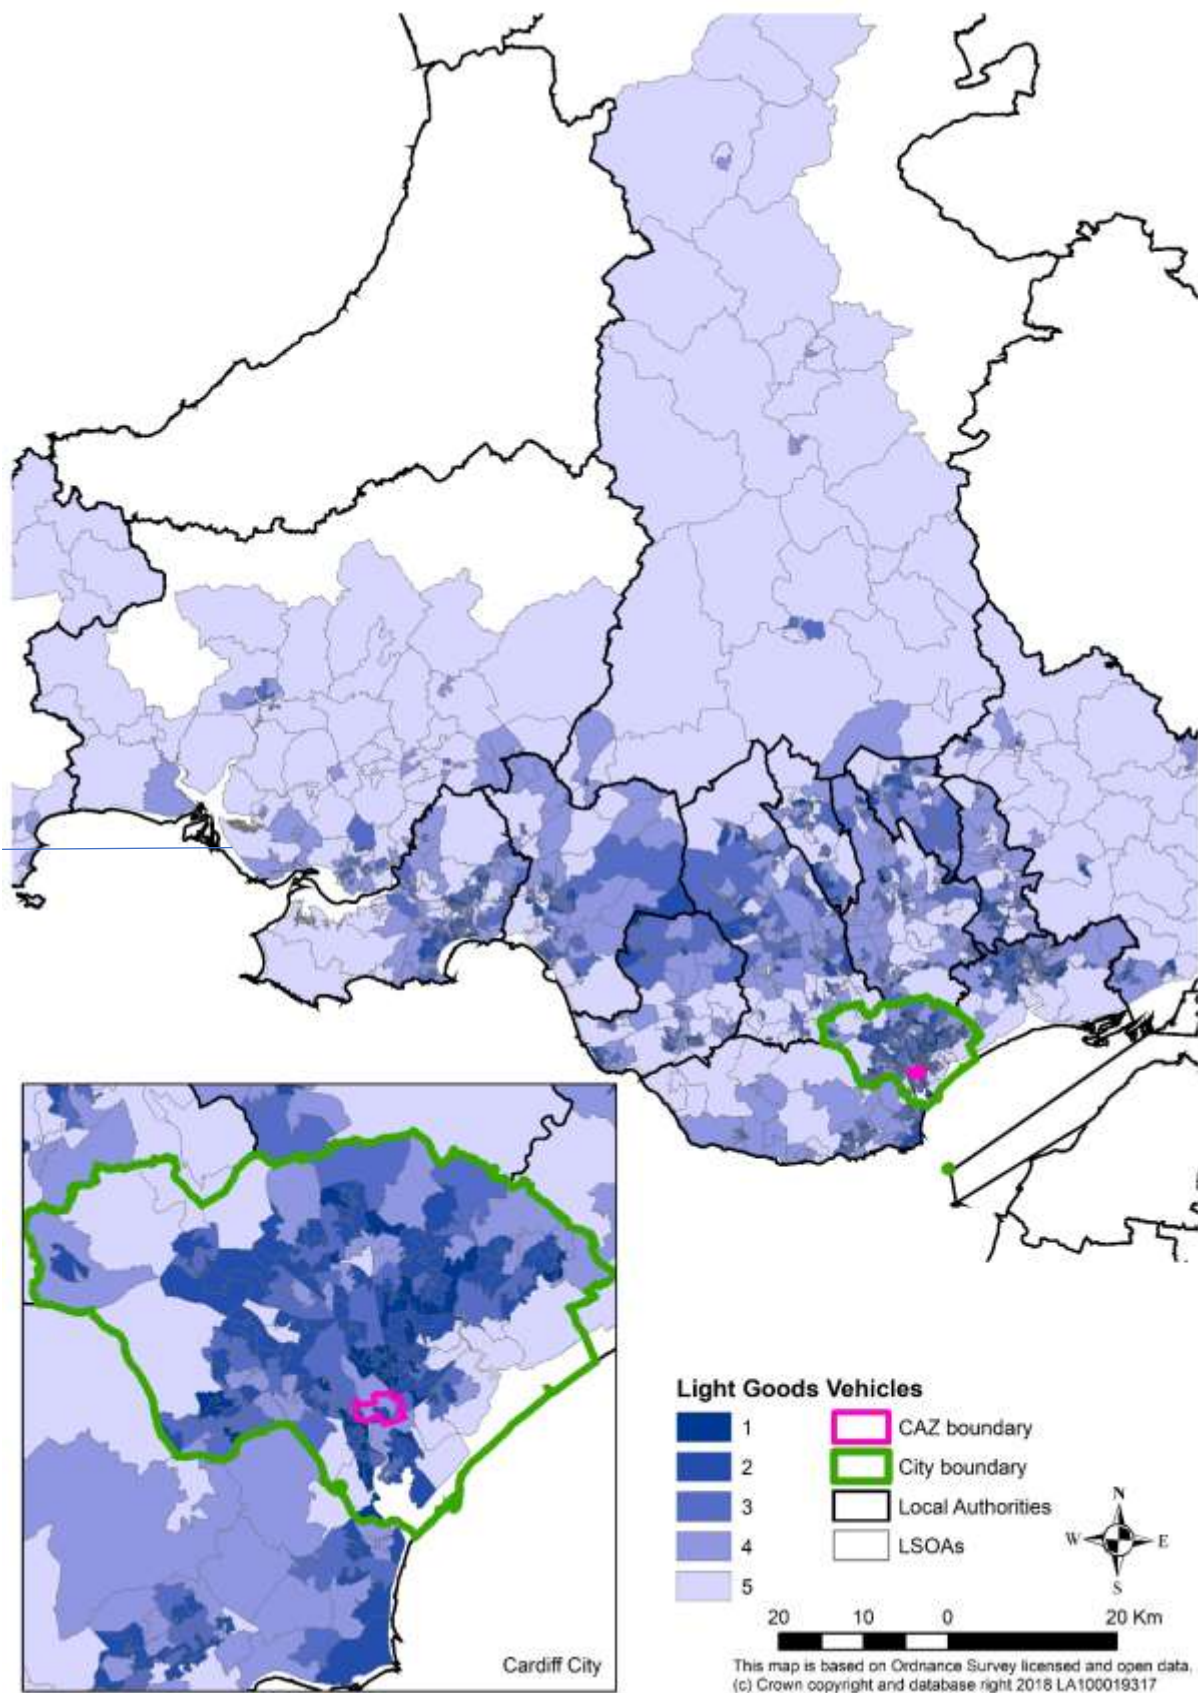 Cardiff City
Light Goods Vehicles
1
2
3
4
5
CAZ boundary
City boundary
Local Authorities
LSOAs
N
W
E
S
20 10 0 20 Km
This map is based on Ordnance Survey licensed and open data.
(c) Crown copyright and database right 2018 LA100019317